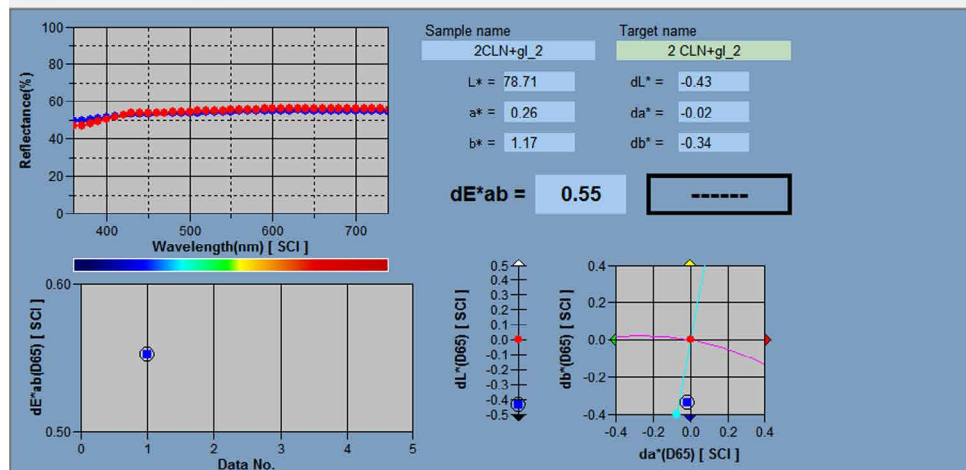 Sample name
Target name
2CLN+gl_2
2 CLN+gl_2
L* = 78.71
dL* = -0.43
a* = 0.26
da* = -0.02
b* = 1.17
db* = -0.34
dE*ab = 0.55
------
Reflectance(%)
100
80
60
40
20
0
400 500 600 700
Wavelength(nm) [ SCI ]
dE*ab(D65) [ SCI ]
0.60
0.50
0 1 2 3 4 5
Data No.
dL*(D65) [ SCI ]
0.5
0.5
0.4
0.3
0.2
0.1
0.0
-0.1
-0.2
-0.3
-0.4
-0.5
db*(D65) [ SCI ]
0.4
0.2
0.0
-0.2
-0.4
-0.4 -0.2 0.0 0.2 0.4
da*(D65) [ SCI ]